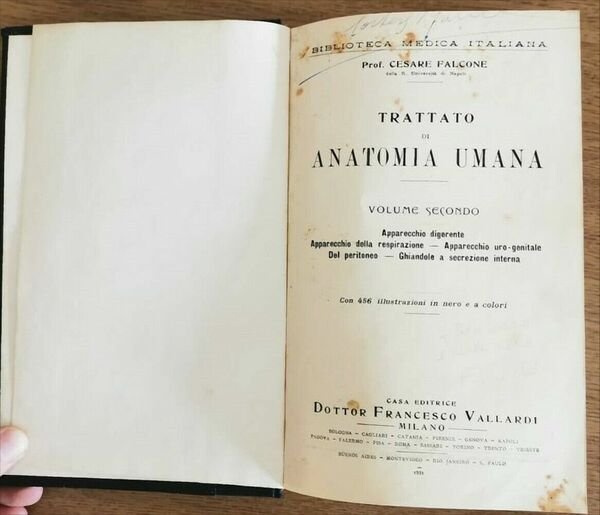 BIBLIOTECA MEDICA ITALIANA
Prof. CESARE FALCONE
della R. Università di Napoli
TRATTATO
DI
ANATOMIA UMANA
VOLUME SECONDO
Apparecchio digerente
Apparecchio della respirazione — Apparecchio uro-genitale
Del peritoneo — Ghiandole a secrezione interna
Con 456 illustrazioni in nero e a colori
CASA EDITRICE
DOTTOR FRANCESCO VALLARDI
MILANO
BOLOGNA - CAGLIARI - CATANIA - FIRENZE - GENOVA - NAPOLI
PADOVA - PALERMO - PISA - ROMA - SASSARI - TORINO - TRENTO - TRIESTE
BUENOS AIRES - MONTEVIDEO - RIO JANEIRO - S. PAULO